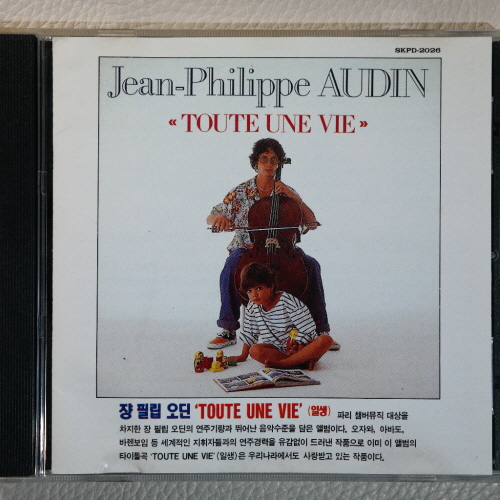 SKPD-2026
Jean-Philippe AUDIN
« TOUTE UNE VIE »
쟝 필립 오딘 ‘TOUTE UNE VIE’ (일생) 파리 챔버뮤직 대상을
차지한 쟝 필립 오딘의 연주기량과 뛰어난 음악수준을 담은 앨범이다. 오자와, 아바도,
바렌보임 등 세계적인 지휘자들과의 연주경력을 유감없이 드러낸 작품으로 이미 이 앨범의
타이틀곡 ‘TOUTE UNE VIE’ (일생)은 우리나라에서도 사랑받고 있는 작품이다.